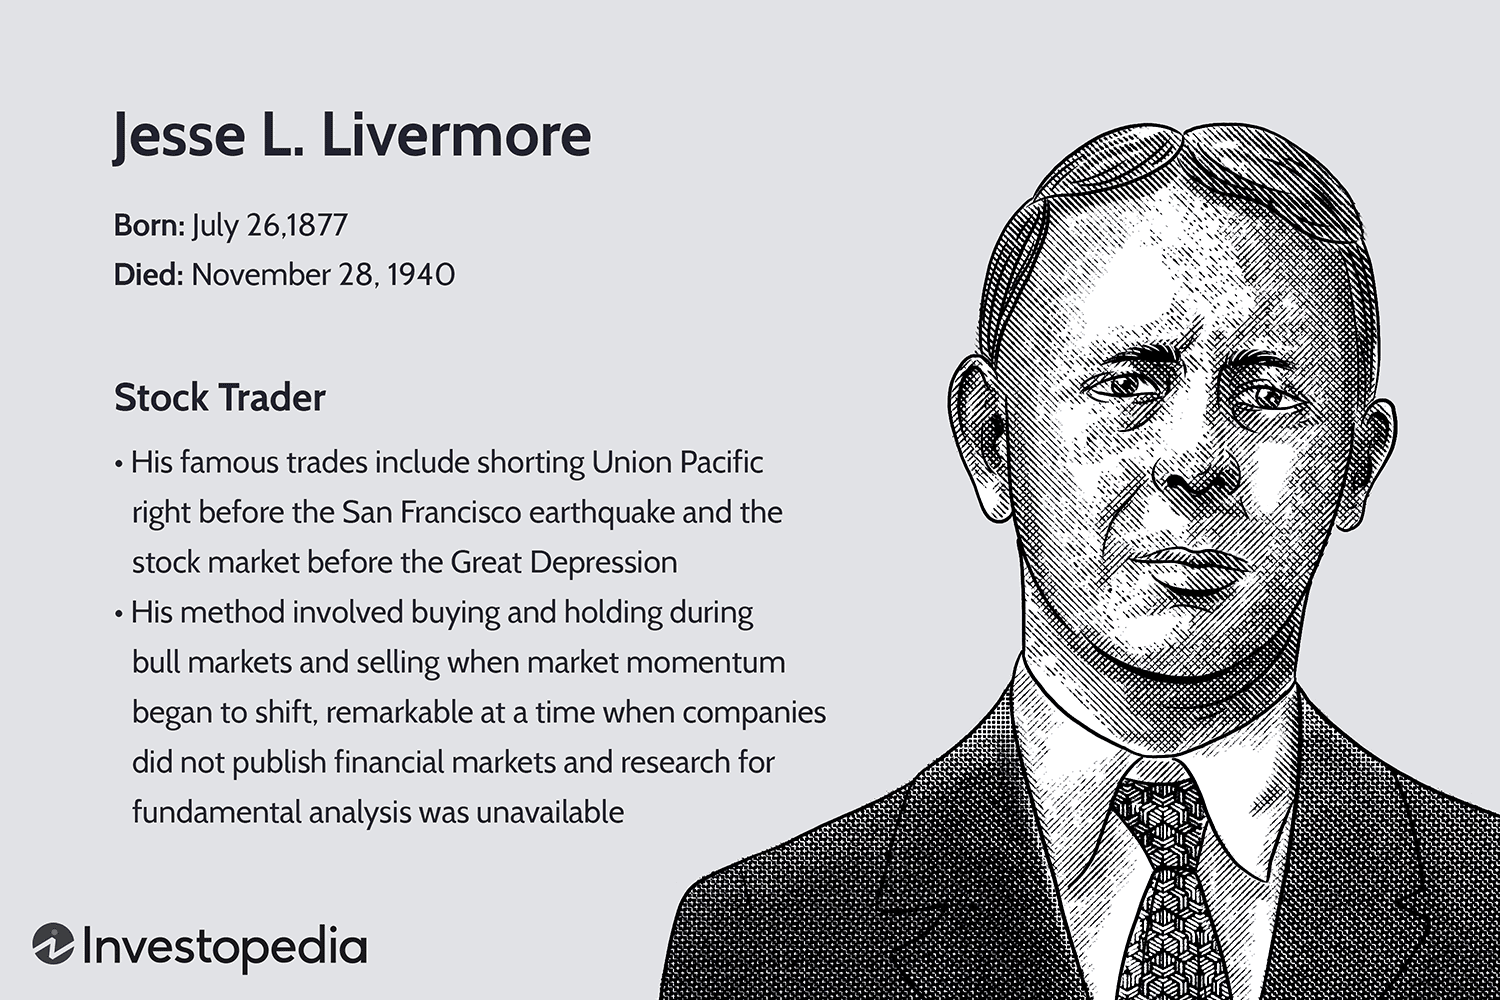 Jesse L. Livermore
Born: July 26,1877
Died: November 28, 1940
Stock Trader
• His famous trades include shorting Union Pacific
right before the San Francisco earthquake and the
stock market before the Great Depression
• His method involved buying and holding during
bull markets and selling when market momentum
began to shift, remarkable at a time when companies
did not publish financial markets and research for
fundamental analysis was unavailable
Investopedia